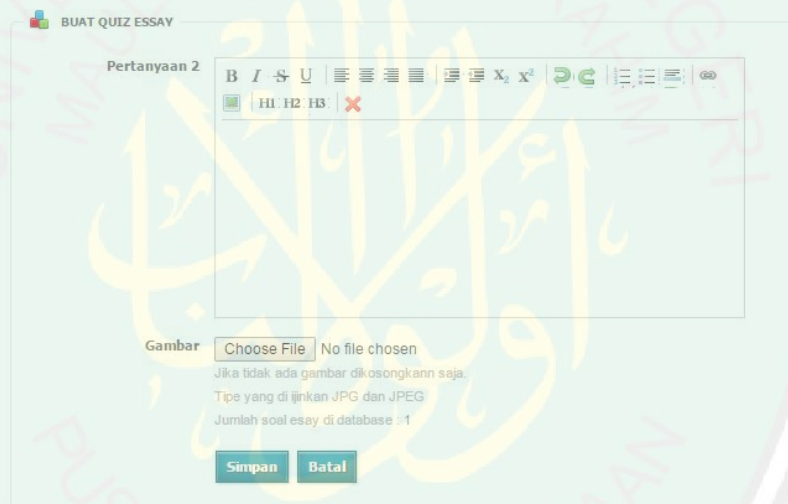 BUAT QUIZ ESSAY
Pertanyaan 2
B I S U X₂ X²
H1 H2 H3
Gambar
Choose File No file chosen
Jika tidak ada gambar dikosongkann saja.
Tipe yang di ijinkan JPG dan JPEG
Jumlah soal esay di database : 1
Simpan Batal